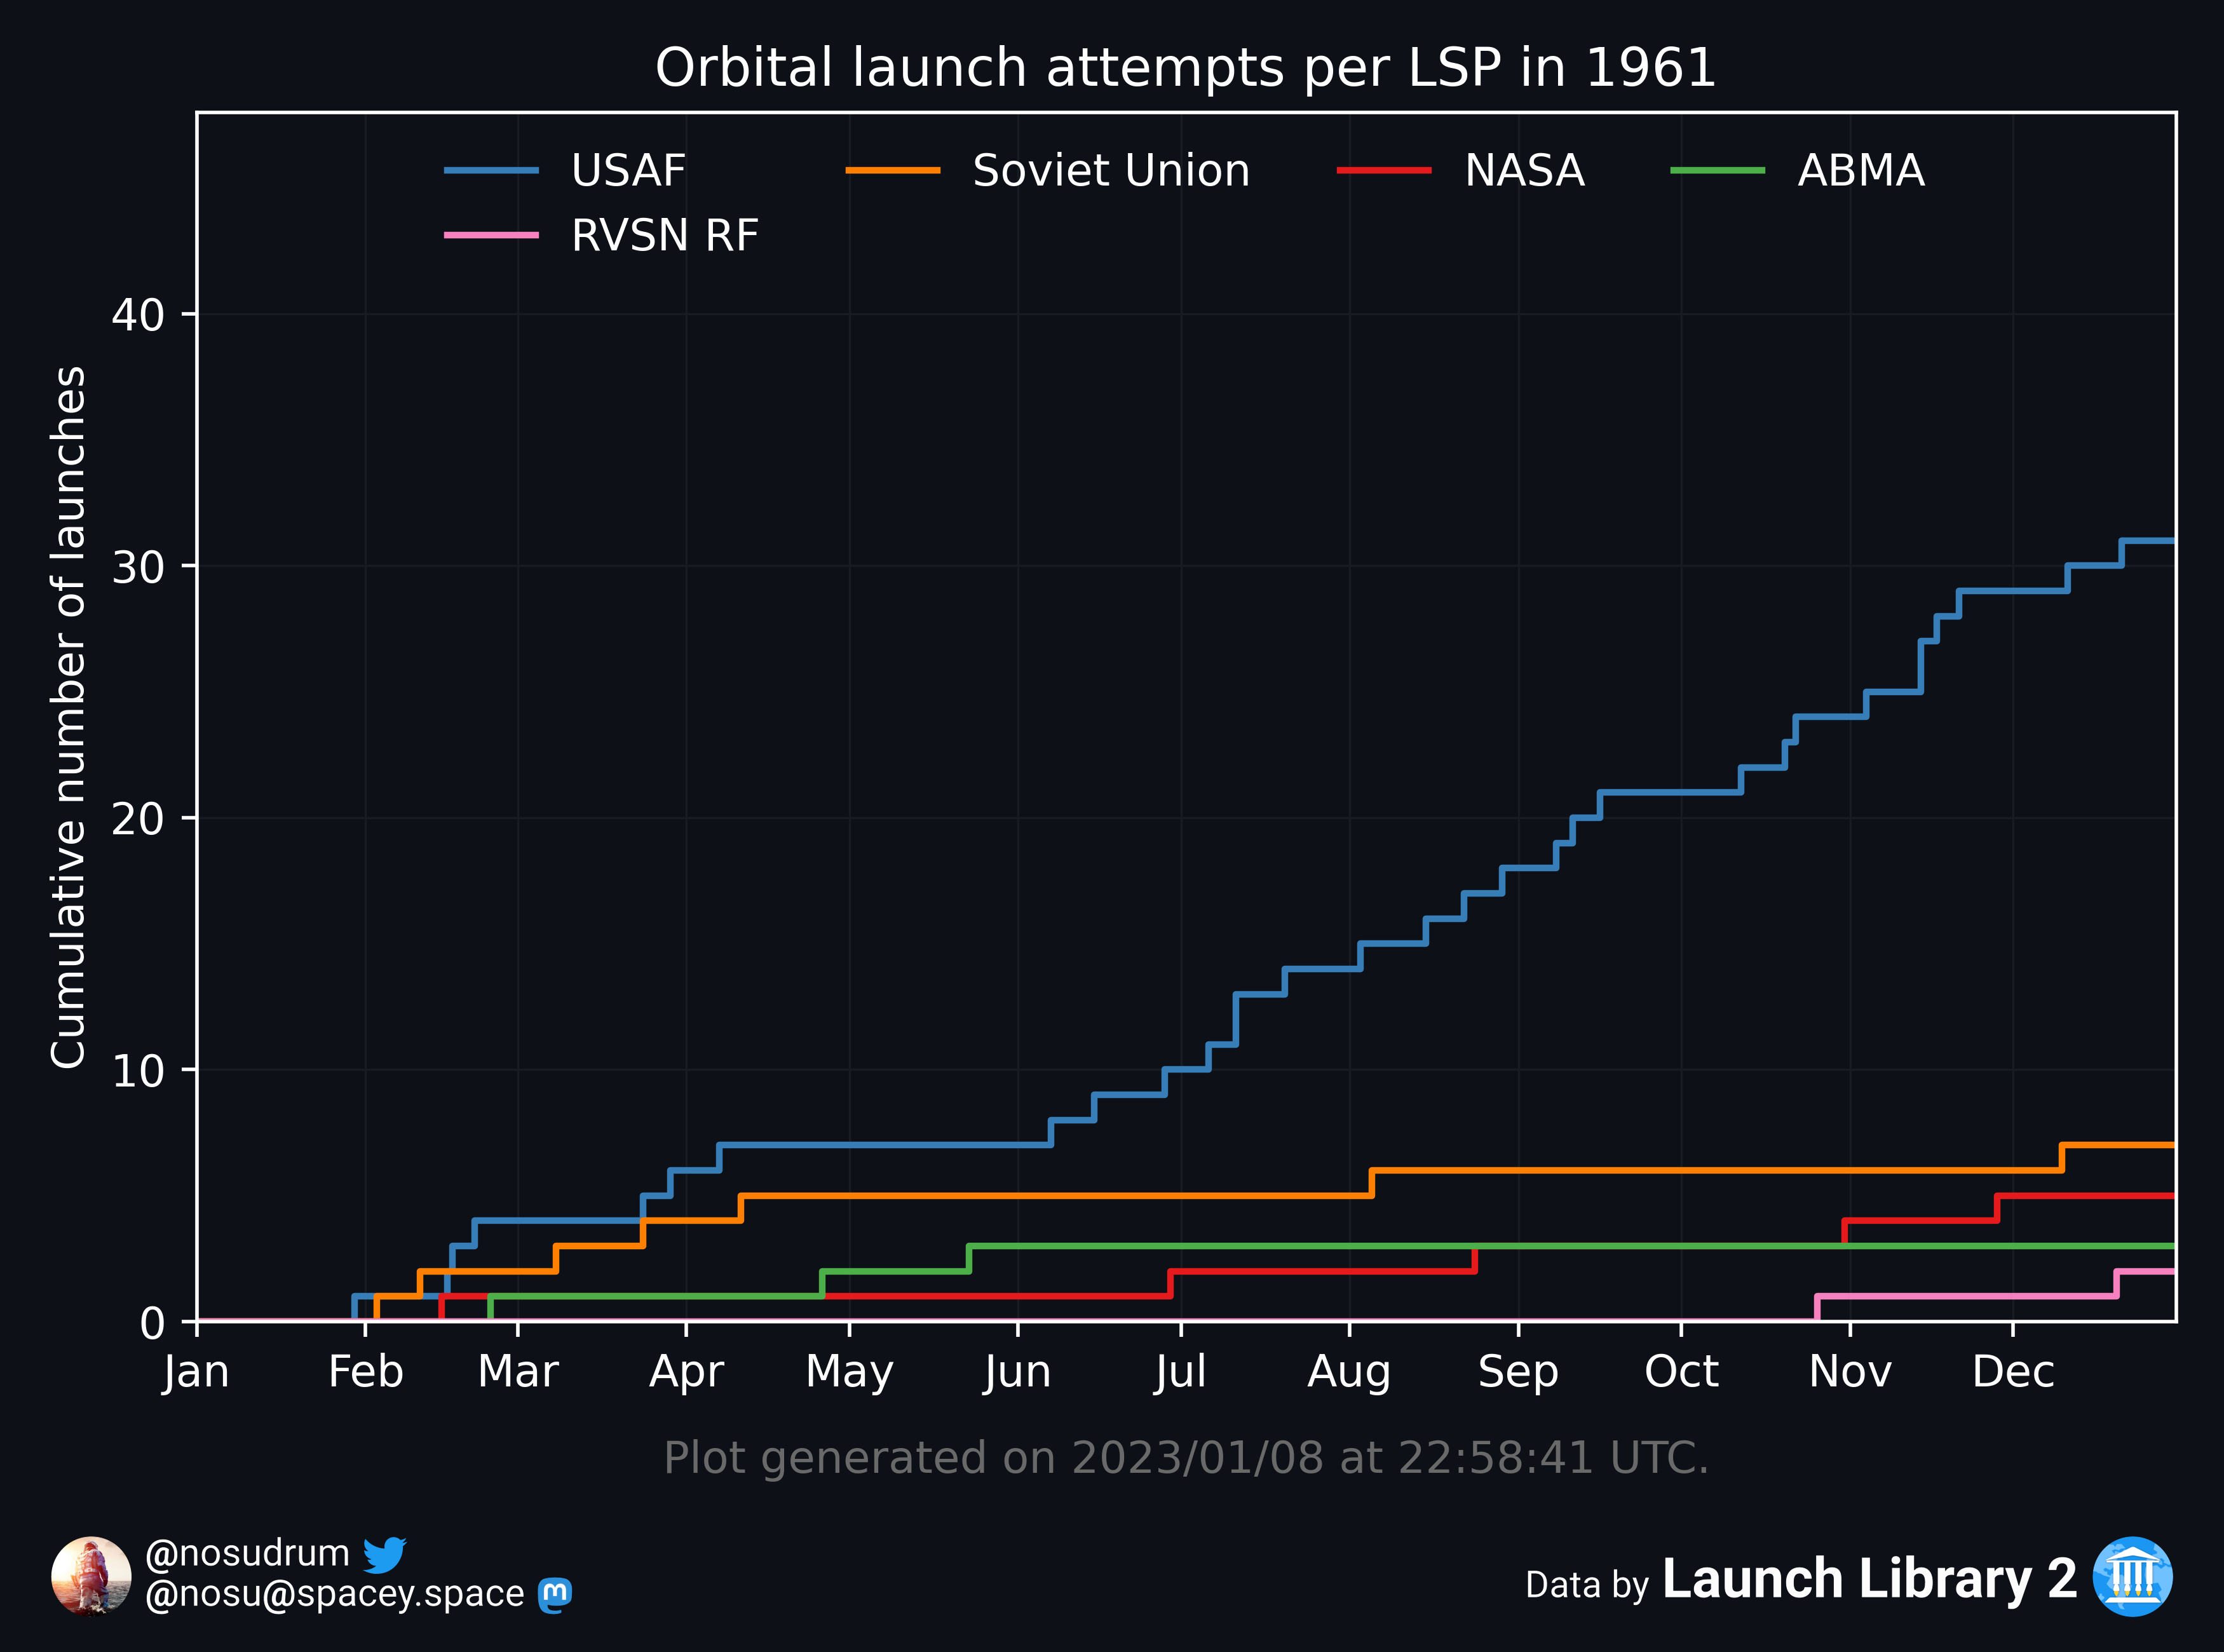 Orbital launch attempts per LSP in 1961
USAF Soviet Union NASA ABMA
RVSN RF
Cumulative number of launches
40
30
20
10
0
Jan Feb Mar Apr May Jun Jul Aug Sep Oct Nov Dec
Plot generated on 2023/01/08 at 22:58:41 UTC.
@nosudrum
@nosu@spacey.space
Data by Launch Library 2